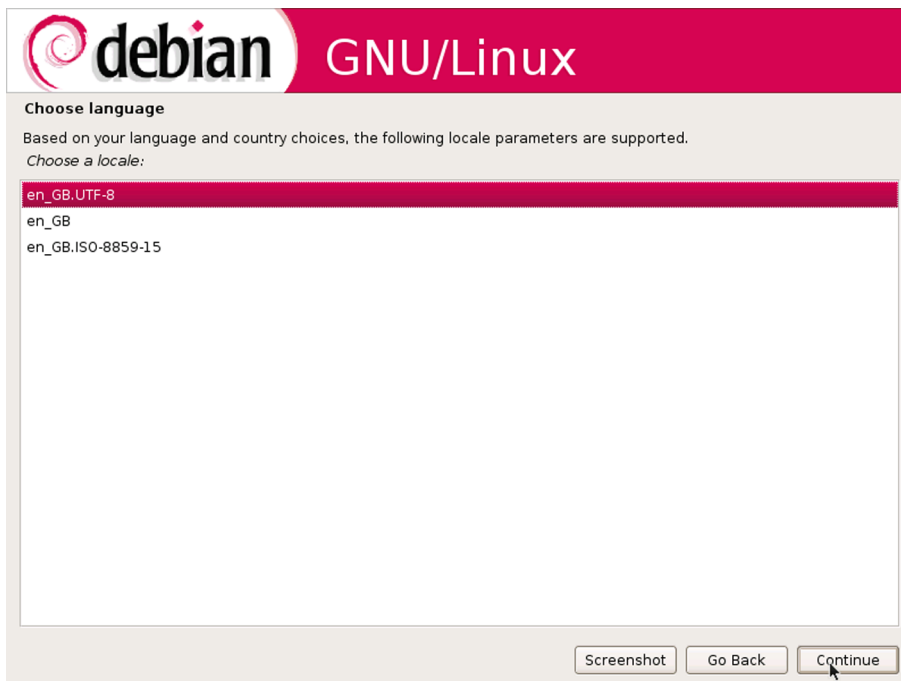 debian GNU/Linux
Choose language
Based on your language and country choices, the following locale parameters are supported.
Choose a locale:
en_GB.UTF-8
en_GB
en_GB.ISO-8859-15
Screenshot Go Back Continue